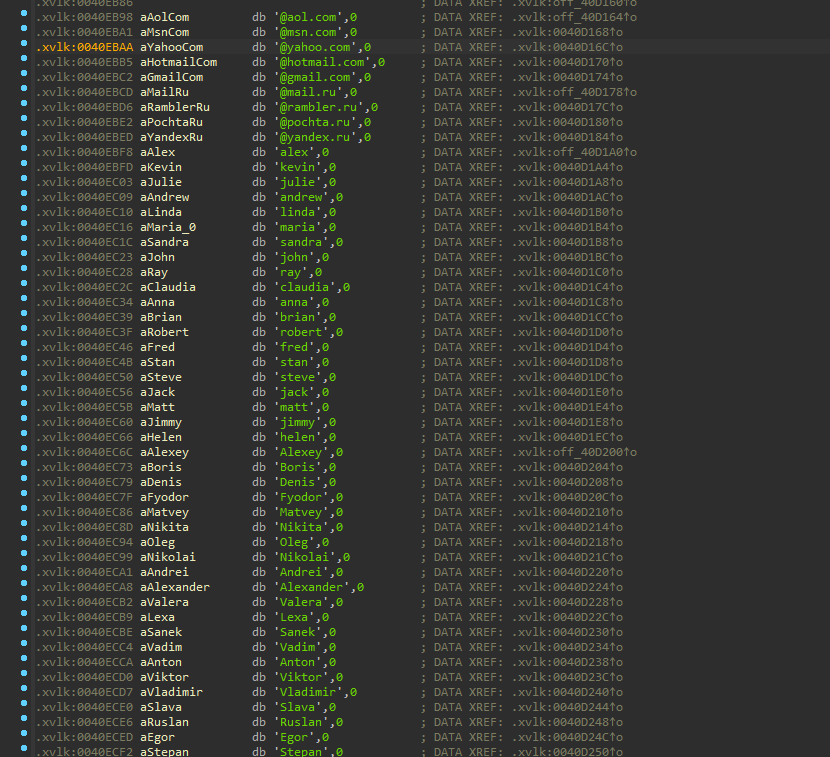 .xvlk:0040EB86 ; DATA XREF: .xvlk:off_40D160↑o
.xvlk:0040EB98 aAolCom db '@aol.com',0 ; DATA XREF: .xvlk:off_40D164↑o
.xvlk:0040EBA1 aMsnCom db '@msn.com',0 ; DATA XREF: .xvlk:0040D168↑o
.xvlk:0040EBAA aYahooCom db '@yahoo.com',0 ; DATA XREF: .xvlk:0040D16C↑o
.xvlk:0040EBB5 aHotmailCom db '@hotmail.com',0 ; DATA XREF: .xvlk:0040D170↑o
.xvlk:0040EBC2 aGmailCom db '@gmail.com',0 ; DATA XREF: .xvlk:0040D174↑o
.xvlk:0040EBCD aMailRu db '@mail.ru',0 ; DATA XREF: .xvlk:off_40D178↑o
.xvlk:0040EBD6 aRamblerRu db '@rambler.ru',0 ; DATA XREF: .xvlk:0040D17C↑o
.xvlk:0040EBE2 aPochtaRu db '@pochta.ru',0 ; DATA XREF: .xvlk:0040D180↑o
.xvlk:0040EBED aYandexRu db '@yandex.ru',0 ; DATA XREF: .xvlk:0040D184↑o
.xvlk:0040EBF8 aAlex db 'alex',0 ; DATA XREF: .xvlk:off_40D1A0↑o
.xvlk:0040EBFD aKevin db 'kevin',0 ; DATA XREF: .xvlk:0040D1A4↑o
.xvlk:0040EC03 aJulie db 'julie',0 ; DATA XREF: .xvlk:0040D1A8↑o
.xvlk:0040EC09 aAndrew db 'andrew',0 ; DATA XREF: .xvlk:0040D1AC↑o
.xvlk:0040EC10 aLinda db 'linda',0 ; DATA XREF: .xvlk:0040D1B0↑o
.xvlk:0040EC16 aMaria_0 db 'maria',0 ; DATA XREF: .xvlk:0040D1B4↑o
.xvlk:0040EC1C aSandra db 'sandra',0 ; DATA XREF: .xvlk:0040D1B8↑o
.xvlk:0040EC23 aJohn db 'john',0 ; DATA XREF: .xvlk:0040D1BC↑o
.xvlk:0040EC28 aRay db 'ray',0 ; DATA XREF: .xvlk:0040D1C0↑o
.xvlk:0040EC2C aClaudia db 'claudia',0 ; DATA XREF: .xvlk:0040D1C4↑o
.xvlk:0040EC34 aAnna db 'anna',0 ; DATA XREF: .xvlk:0040D1C8↑o
.xvlk:0040EC39 aBrian db 'brian',0 ; DATA XREF: .xvlk:0040D1CC↑o
.xvlk:0040EC3F aRobert db 'robert',0 ; DATA XREF: .xvlk:0040D1D0↑o
.xvlk:0040EC46 aFred db 'fred',0 ; DATA XREF: .xvlk:0040D1D4↑o
.xvlk:0040EC4B aStan db 'stan',0 ; DATA XREF: .xvlk:0040D1D8↑o
.xvlk:0040EC50 aSteve db 'steve',0 ; DATA XREF: .xvlk:0040D1DC↑o
.xvlk:0040EC56 aJack db 'jack',0 ; DATA XREF: .xvlk:0040D1E0↑o
.xvlk:0040EC5B aMatt db 'matt',0 ; DATA XREF: .xvlk:0040D1E4↑o
.xvlk:0040EC60 aJimmy db 'jimmy',0 ; DATA XREF: .xvlk:0040D1E8↑o
.xvlk:0040EC66 aHelen db 'helen',0 ; DATA XREF: .xvlk:0040D1EC↑o
.xvlk:0040EC6C aAlexey db 'Alexey',0 ; DATA XREF: .xvlk:off_40D200↑o
.xvlk:0040EC73 aBoris db 'Boris',0 ; DATA XREF: .xvlk:0040D204↑o
.xvlk:0040EC79 aDenis db 'Denis',0 ; DATA XREF: .xvlk:0040D208↑o
.xvlk:0040EC7F aFyodor db 'Fyodor',0 ; DATA XREF: .xvlk:0040D20C↑o
.xvlk:0040EC86 aMatvey db 'Matvey',0 ; DATA XREF: .xvlk:0040D210↑o
.xvlk:0040EC8D aNikita db 'Nikita',0 ; DATA XREF: .xvlk:0040D214↑o
.xvlk:0040EC94 aOleg db 'Oleg',0 ; DATA XREF: .xvlk:0040D218↑o
.xvlk:0040EC99 aNikolai db 'Nikolai',0 ; DATA XREF: .xvlk:0040D21C↑o
.xvlk:0040ECA1 aAndrei db 'Andrei',0 ; DATA XREF: .xvlk:0040D220↑o
.xvlk:0040ECA8 aAlexander db 'Alexander',0 ; DATA XREF: .xvlk:0040D224↑o
.xvlk:0040ECB2 aValera db 'Valera',0 ; DATA XREF: .xvlk:0040D228↑o
.xvlk:0040ECB9 aLexa db 'Lexa',0 ; DATA XREF: .xvlk:0040D22C↑o
.xvlk:0040ECBE aSanek db 'Sanek',0 ; DATA XREF: .xvlk:0040D230↑o
.xvlk:0040ECC4 aVadim db 'Vadim',0 ; DATA XREF: .xvlk:0040D234↑o
.xvlk:0040ECCA aAnton db 'Anton',0 ; DATA XREF: .xvlk:0040D238↑o
.xvlk:0040ECD0 aViktor db 'Viktor',0 ; DATA XREF: .xvlk:0040D23C↑o
.xvlk:0040ECD7 aVladimir db 'Vladimir',0 ; DATA XREF: .xvlk:0040D240↑o
.xvlk:0040ECE0 aSlava db 'Slava',0 ; DATA XREF: .xvlk:0040D244↑o
.xvlk:0040ECE6 aRuslan db 'Ruslan',0 ; DATA XREF: .xvlk:0040D248↑o
.xvlk:0040ECED aEgor db 'Egor',0 ; DATA XREF: .xvlk:0040D24C↑o
.xvlk:0040ECF2 aStepan db 'Stepan',0 ; DATA XREF: .xvlk:0040D250↑o